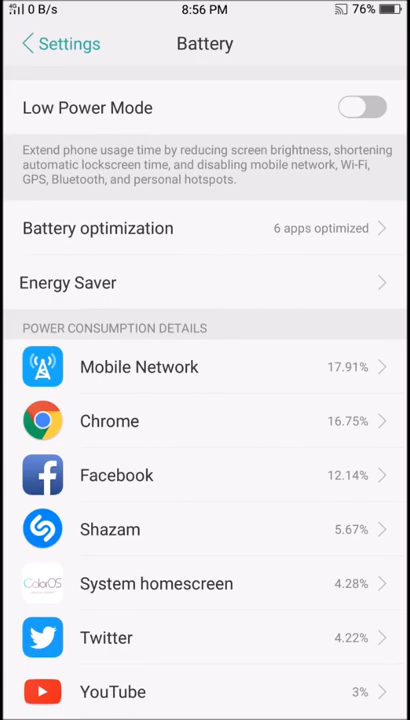 4G 0 B/s 8:56 PM 76%
Settings Battery
Low Power Mode
Extend phone usage time by reducing screen brightness, shortening
automatic lockscreen time, and disabling mobile network, Wi-Fi,
GPS, Bluetooth, and personal hotspots.
Battery optimization 6 apps optimized
Energy Saver
POWER CONSUMPTION DETAILS
Mobile Network 17.91%
Chrome 16.75%
Facebook 12.14%
Shazam 5.67%
ColorOS System homescreen 4.28%
Twitter 4.22%
YouTube 3%